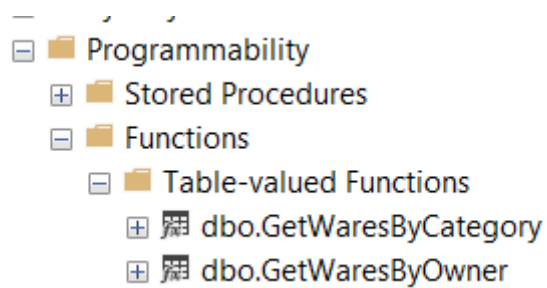 Programmability
Stored Procedures
Functions
Table-valued Functions
dbo.GetWaresByCategory
dbo.GetWaresByOwner